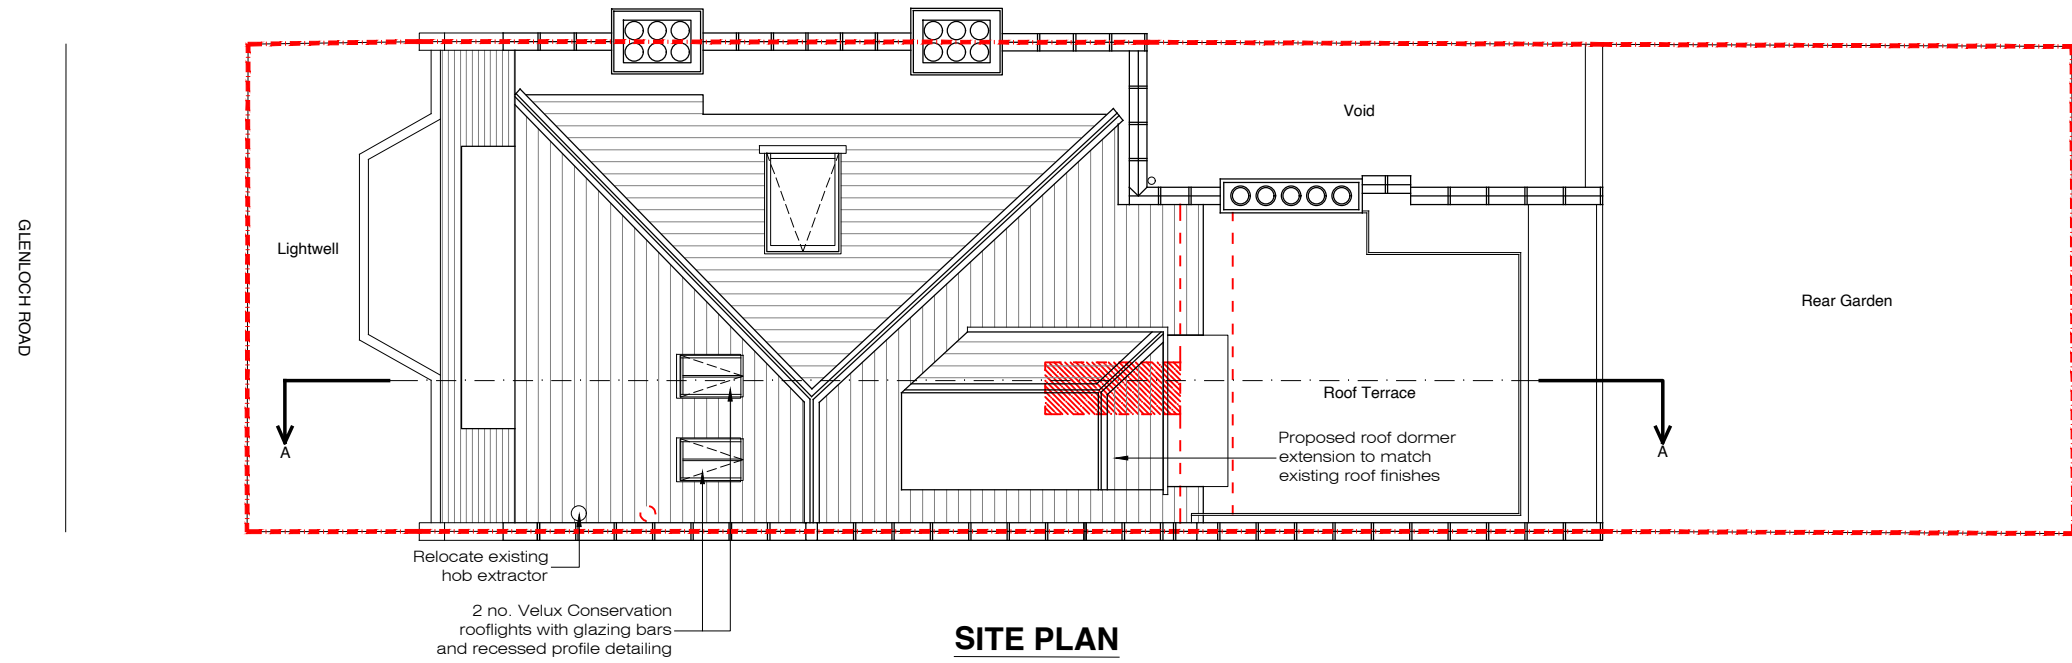 GLENLOCH ROAD
Lightwell
Void
Rear Garden
Roof Terrace
Proposed roof dormer
extension to match
existing roof finishes
A
A
Relocate existing
hob extractor
2 no. Velux Conservation
rooflights with glazing bars
and recessed profile detailing
SITE PLAN